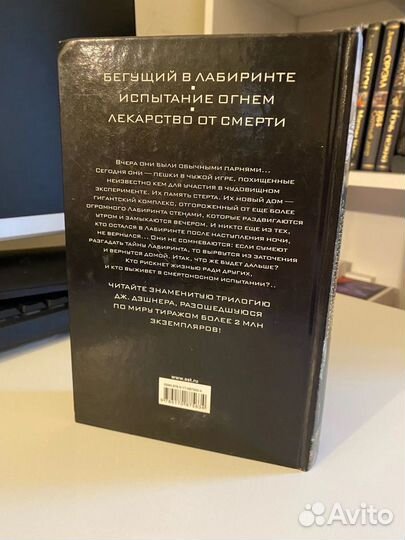 БЕГУЩИЙ В ЛАБИРИНТЕ
ИСПЫТАНИЕ ОГНЕМ
ЛЕКАРСТВО ОТ СМЕРТИ
ВЧЕРА ОНИ БЫЛИ ОБЫЧНЫМИ ПАРНЯМИ...
СЕГОДНЯ ОНИ — ПЕШКИ В ЧУЖОЙ ИГРЕ, ПОХИЩЕННЫЕ
НЕИЗВЕСТНО КЕМ ДЛЯ УЧАСТИЯ В ЧУДОВИЩНОМ
ЭКСПЕРИМЕНТЕ. ИХ ПАМЯТЬ СТЕРТА. ИХ НОВЫЙ ДОМ —
ГИГАНТСКИЙ КОМПЛЕКС, ОТГОРОЖЕННЫЙ ОТ ЕЩЕ БОЛЕЕ
ОГРОМНОГО ЛАБИРИНТА СТЕНАМИ, КОТОРЫЕ РАЗДВИГАЮТСЯ
УТРОМ И ЗАМЫКАЮТСЯ ВЕЧЕРОМ. И НИКТО ЕЩЕ ИЗ ТЕХ,
КТО ОСТАЛСЯ В ЛАБИРИНТЕ ПОСЛЕ НАСТУПЛЕНИЯ НОЧИ,
НЕ ВЕРНУЛСЯ... ОНИ НЕ СОМНЕВАЮТСЯ: ЕСЛИ СУМЕЮТ
РАЗГАДАТЬ ТАЙНЫ ЛАБИРИНТА, ТО ВЫРВУТСЯ ИЗ ЗАТОЧЕНИЯ
И ВЕРНУТСЯ ДОМОЙ. ИТАК, ЧТО ЖЕ БУДЕТ ДАЛЬШЕ?
КТО РИСКНЕТ ЖИЗНЬЮ РАДИ ДРУГИХ,
И КТО ВЫЖИВЕТ В СМЕРТОНОСНОМ ИСПЫТАНИИ?..
ЧИТАЙТЕ ЗНАМЕНИТУЮ ТРИЛОГИЮ
ДЖ. ДЭШНЕРА, РАЗОШЕДШУЮСЯ
ПО МИРУ ТИРАЖОМ БОЛЕЕ 2 МЛН
ЭКЗЕМПЛЯРОВ!
www.ast.ru
Avito